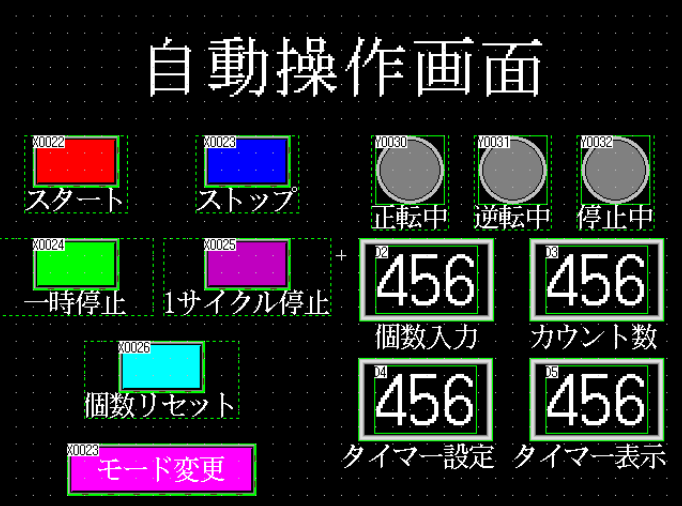 自動操作画面
X0022 X0023 Y0030 Y0031 Y0032
スタート ストップ 正転中 逆転中 停止中
X0024 X0025 D2 D3
456 456
一時停止 1サイクル停止 個数入力 カウント数
X0026 D4 D5
456 456
個数リセット
タイマー設定 タイマー表示
X0023
モード変更